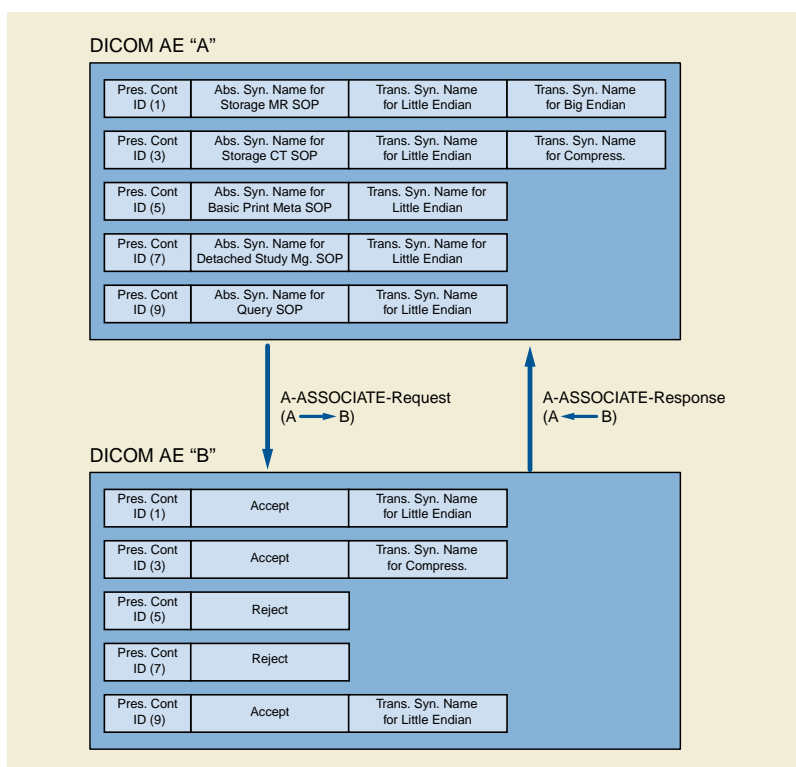 DICOM AE “A”
Pres. Cont
ID (1)
Abs. Syn. Name for
Storage MR SOP
Trans. Syn. Name
for Little Endian
Trans. Syn. Name
for Big Endian
Pres. Cont
ID (3)
Abs. Syn. Name for
Storage CT SOP
Trans. Syn. Name
for Little Endian
Trans. Syn. Name
for Compress.
Pres. Cont
ID (5)
Abs. Syn. Name for
Basic Print Meta SOP
Trans. Syn. Name for
Little Endian
Pres. Cont
ID (7)
Abs. Syn. Name for
Detached Study Mg. SOP
Trans. Syn. Name for
Little Endian
Pres. Cont
ID (9)
Abs. Syn. Name for
Query SOP
Trans. Syn. Name
for Little Endian
A-ASSOCIATE-Request
(A B)
A-ASSOCIATE-Response
(A B)
DICOM AE “B”
Pres. Cont
ID (1)
Accept
Trans. Syn. Name
for Little Endian
Pres. Cont
ID (3)
Accept
Trans. Syn. Name
for Compress.
Pres. Cont
ID (5)
Reject
Pres. Cont
ID (7)
Reject
Pres. Cont
ID (9)
Accept
Trans. Syn. Name
for Little Endian